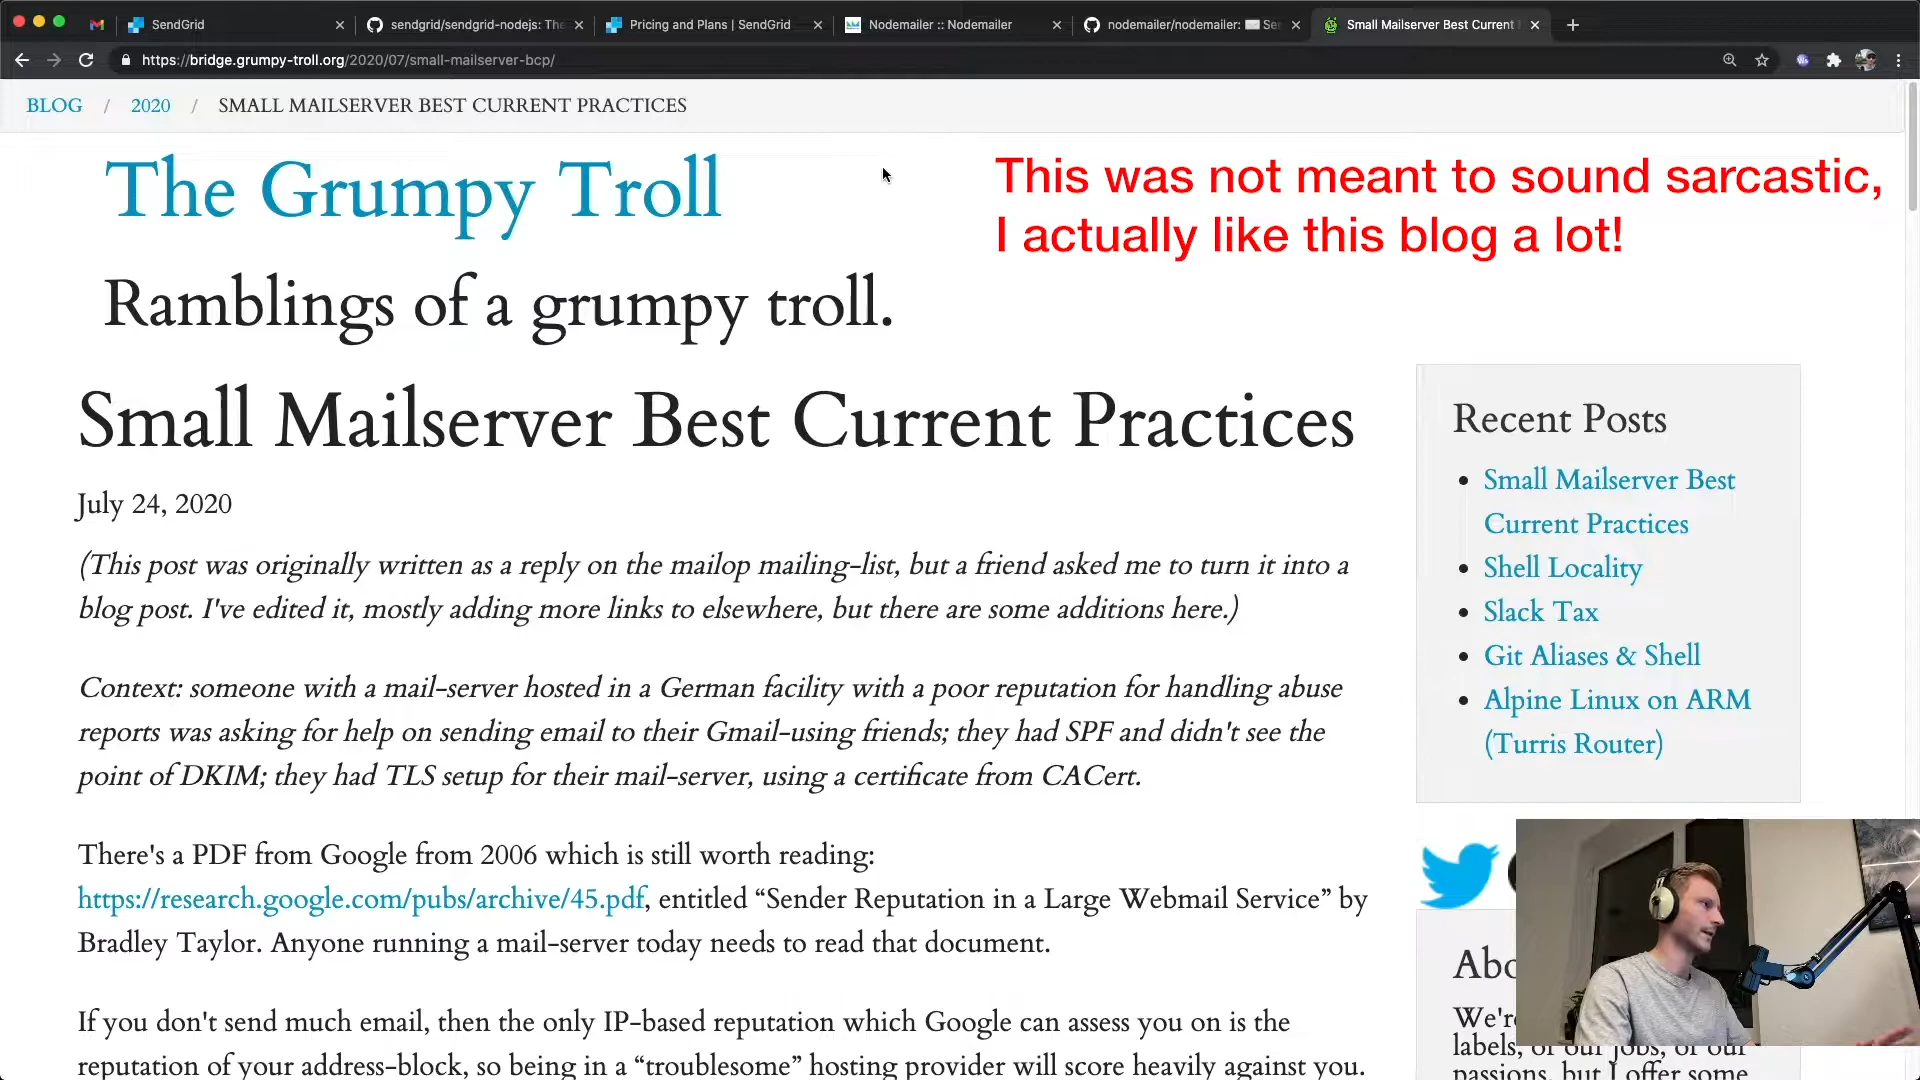 SendGrid
sendgrid/sendgrid-nodejs: The
Pricing and Plans | SendGrid
Nodemailer :: Nodemailer
nodemailer/nodemailer: ✉️ Se
Small Mailserver Best Current
https://bridge.grumpy-troll.org/2020/07/small-mailserver-bcp/
BLOG / 2020 / SMALL MAILSERVER BEST CURRENT PRACTICES
The Grumpy Troll
This was not meant to sound sarcastic,
I actually like this blog a lot!
Ramblings of a grumpy troll.
Small Mailserver Best Current Practices
July 24, 2020
(This post was originally written as a reply on the mailop mailing-list, but a friend asked me to turn it into a
blog post. I've edited it, mostly adding more links to elsewhere, but there are some additions here.)
Context: someone with a mail-server hosted in a German facility with a poor reputation for handling abuse
reports was asking for help on sending email to their Gmail-using friends; they had SPF and didn't see the
point of DKIM; they had TLS setup for their mail-server, using a certificate from CACert.
There's a PDF from Google from 2006 which is still worth reading:
https://research.google.com/pubs/archive/45.pdf, entitled “Sender Reputation in a Large Webmail Service” by
Bradley Taylor. Anyone running a mail-server today needs to read that document.
If you don't send much email, then the only IP-based reputation which Google can assess you on is the
reputation of your address-block, so being in a “troublesome” hosting provider will score heavily against you.
Recent Posts
Small Mailserver Best
Current Practices
Shell Locality
Slack Tax
Git Aliases & Shell
Alpine Linux on ARM
(Turris Router)
Abo
We're
labels, or our jobs, or our
passions, but I offer some